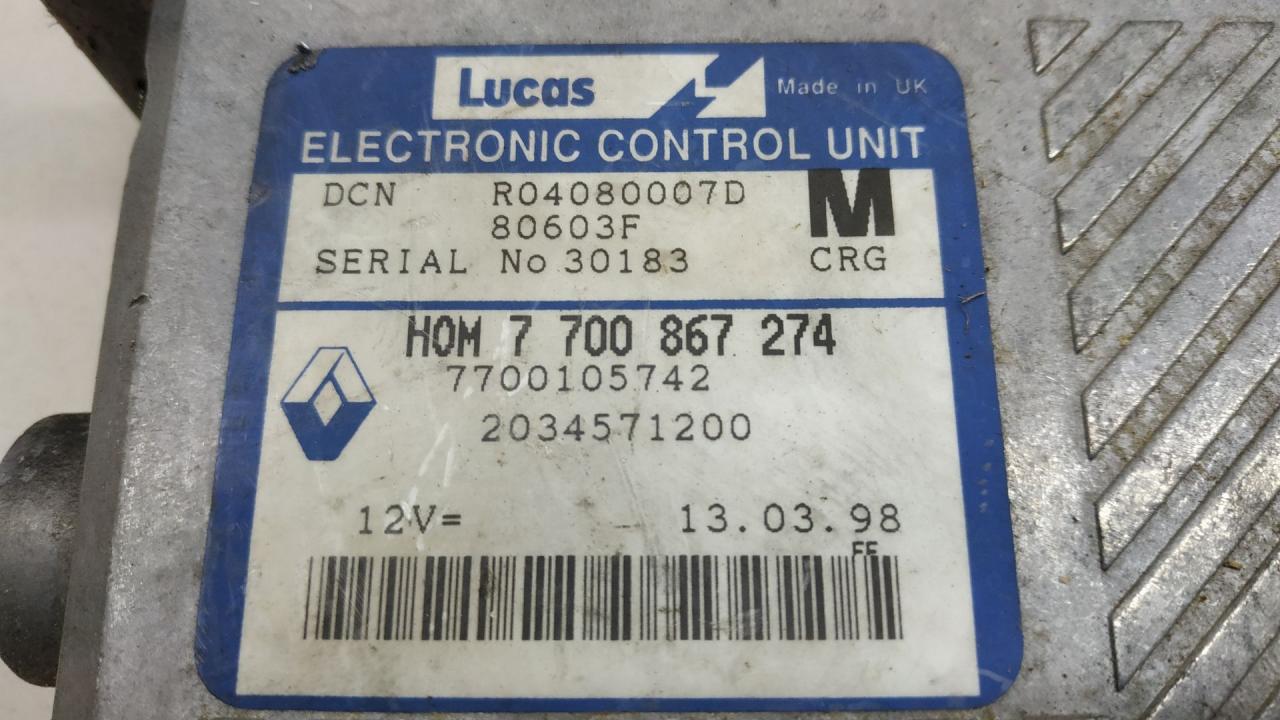 Lucas Made in UK
ELECTRONIC CONTROL UNIT
DCN R04080007D M
80603F
SERIAL No 30183 CRG
HOM 7 700 867 274
7700105742
2034571200
12V= 13.03.98